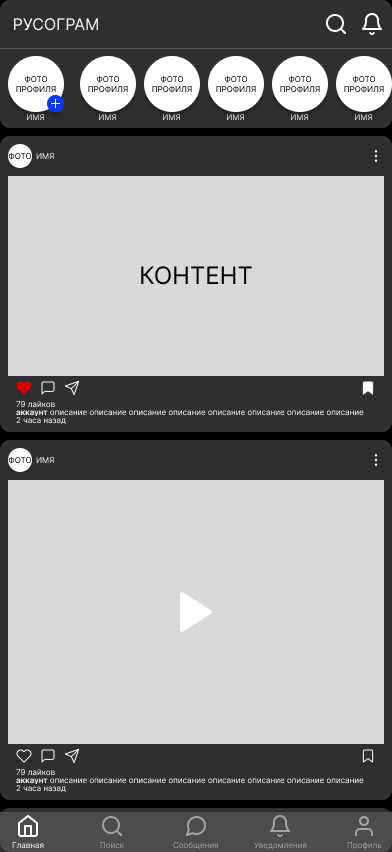 РУСОГРАМ
ФОТО
ПРОФИЛЯ
ФОТО
ПРОФИЛЯ
ФОТО
ПРОФИЛЯ
ФОТО
ПРОФИЛЯ
ФОТО
ПРОФИЛЯ
ФОТО
ПРОФИЛЯ
ИМЯ
ИМЯ
ИМЯ
ИМЯ
ИМЯ
ИМЯ
ФОТО ИМЯ
КОНТЕНТ
79 лайков
аккаунт описание описание описание описание описание описание описание описание
2 часа назад
ФОТО ИМЯ
79 лайков
аккаунт описание описание описание описание описание описание описание описание
2 часа назад
Главная Поиск Сообщения Уведомления Профиль